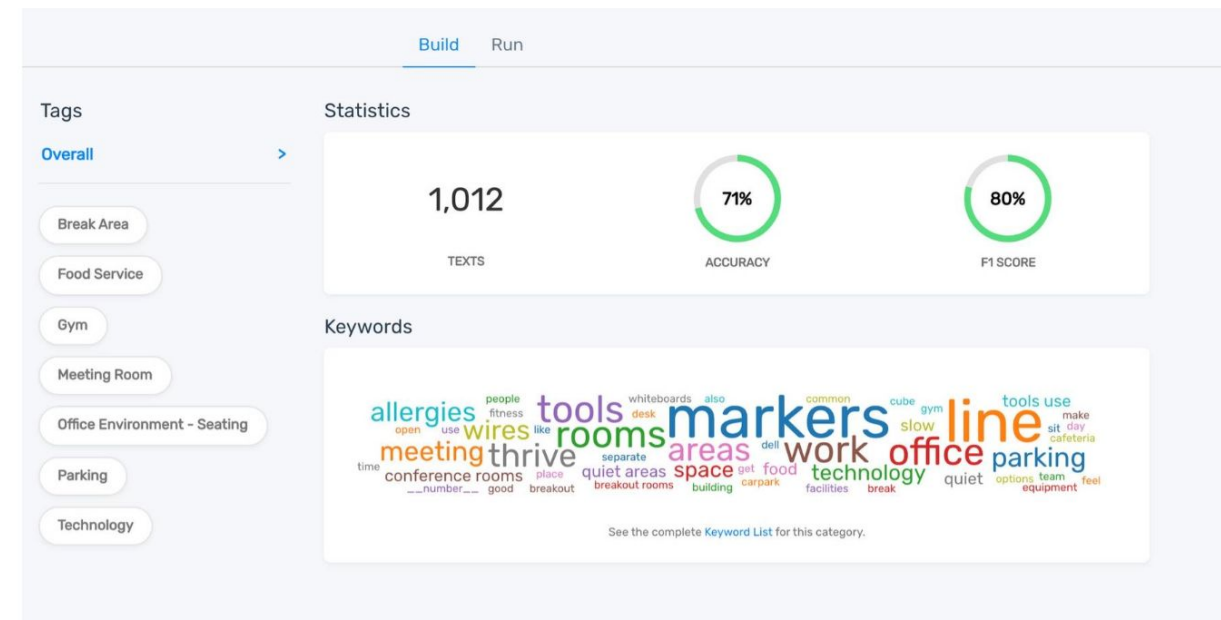 Build Run
Tags
Overall >
Break Area
Food Service
Gym
Meeting Room
Office Environment - Seating
Parking
Technology
Statistics
1,012 71% 80%
TEXTS ACCURACY F1 SCORE
Keywords
people whiteboards also common cube gym tools use
allergies fitness tools desk markers line make
open use wires like rooms slow sit day
meeting thrive separate areas dell work office parking cafeteria
time conference rooms place quiet areas space get food technology quiet options team feel
__number__ good breakout breakout rooms building carpark facilities break equipment
See the complete Keyword List for this category.